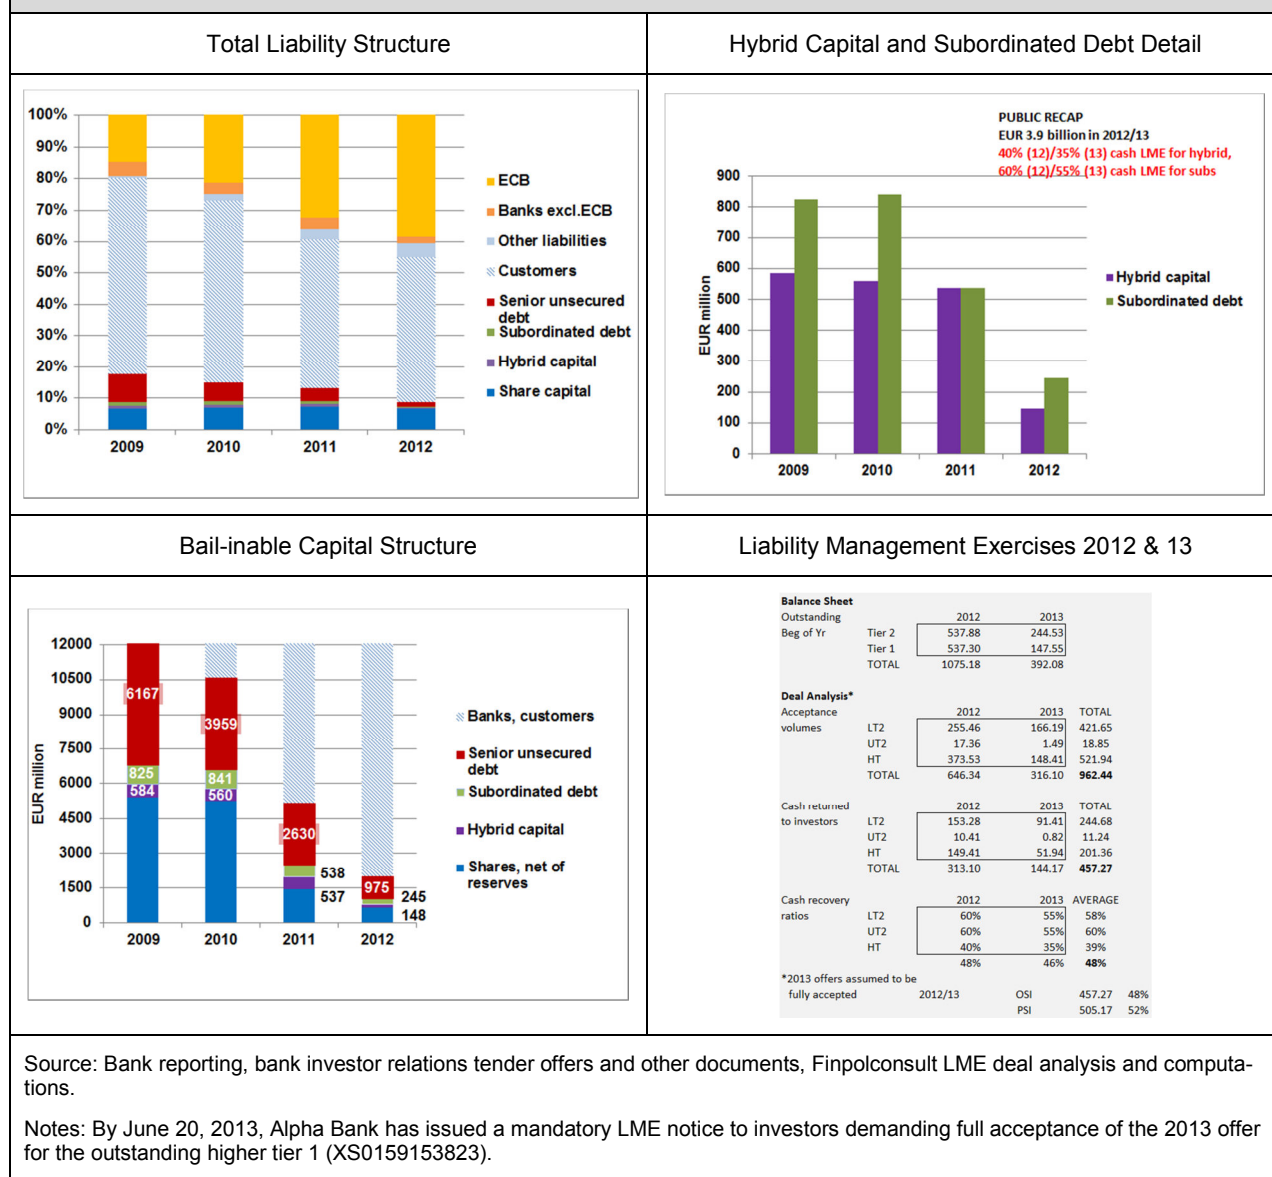 Total Liability Structure
Hybrid Capital and Subordinated Debt Detail
100%
90%
80%
70%
60%
50%
40%
30%
20%
10%
0%
2009 2010 2011 2012
ECB
Banks excl.ECB
Other liabilities
Customers
Senior unsecured
debt
Subordinated debt
Hybrid capital
Share capital
PUBLIC RECAP
EUR 3.9 billion in 2012/13
40% (12)/35% (13) cash LME for hybrid,
60% (12)/55% (13) cash LME for subs
EUR million
900
800
700
600
500
400
300
200
100
0
2009 2010 2011 2012
Hybrid capital
Subordinated debt
Bail-inable Capital Structure
Liability Management Exercises 2012 & 13
EUR million
12000
10500
9000
7500
6000
4500
3000
1500
0
6167
825
584
3959
841
560
2630
538
537
975
245
148
2009 2010 2011 2012
Banks, customers
Senior unsecured
debt
Subordinated debt
Hybrid capital
Shares, net of
reserves
Balance Sheet
Outstanding 2012 2013
Beg of Yr Tier 2 537.88 244.53
Tier 1 537.30 147.55
TOTAL 1075.18 392.08
Deal Analysis*
Acceptance 2012 2013 TOTAL
volumes LT2 255.46 166.19 421.65
UT2 17.36 1.49 18.85
HT 373.53 148.41 521.94
TOTAL 646.34 316.10 962.44
Cash returned 2012 2013 TOTAL
to investors LT2 153.28 91.41 244.68
UT2 10.41 0.82 11.24
HT 149.41 51.94 201.36
TOTAL 313.10 144.17 457.27
Cash recovery 2012 2013 AVERAGE
ratios LT2 60% 55% 58%
UT2 60% 55% 60%
HT 40% 35% 39%
48% 46% 48%
*2013 offers assumed to be
fully accepted 2012/13 OSI 457.27 48%
PSI 505.17 52%
Source: Bank reporting, bank investor relations tender offers and other documents, Finpolconsult LME deal analysis and computa-
tions.
Notes: By June 20, 2013, Alpha Bank has issued a mandatory LME notice to investors demanding full acceptance of the 2013 offer
for the outstanding higher tier 1 (XS0159153823).